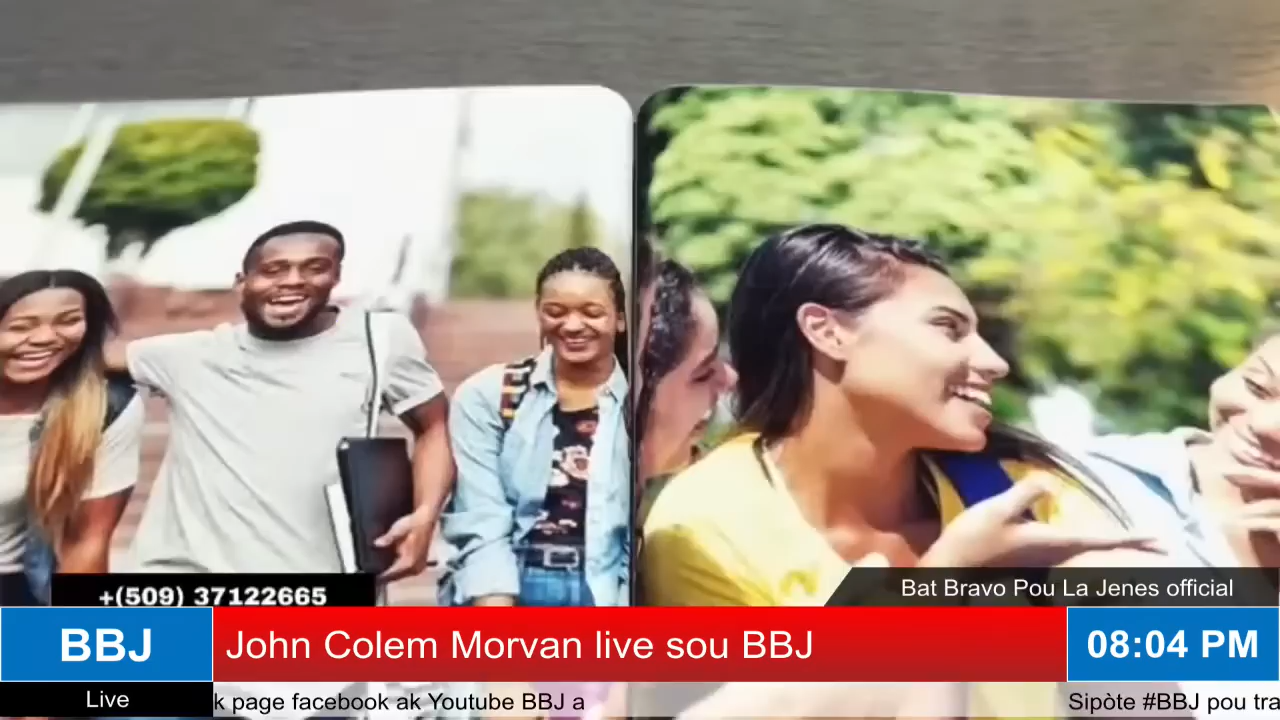 +(509) 37122665
Bat Bravo Pou La Jenes official
BBJ
John Colem Morvan live sou BBJ
08:04 PM
Live
k page facebook ak Youtube BBJ a
Sipòte #BBJ pou tra